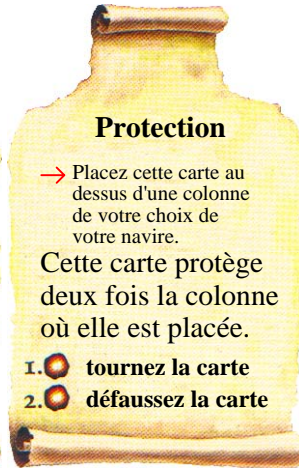 Protection
→ Placez cette carte au
dessus d'une colonne
de votre choix de
votre navire.
Cette carte protège
deux fois la colonne
où elle est placée.
1. tournez la carte
2. défaussez la carte